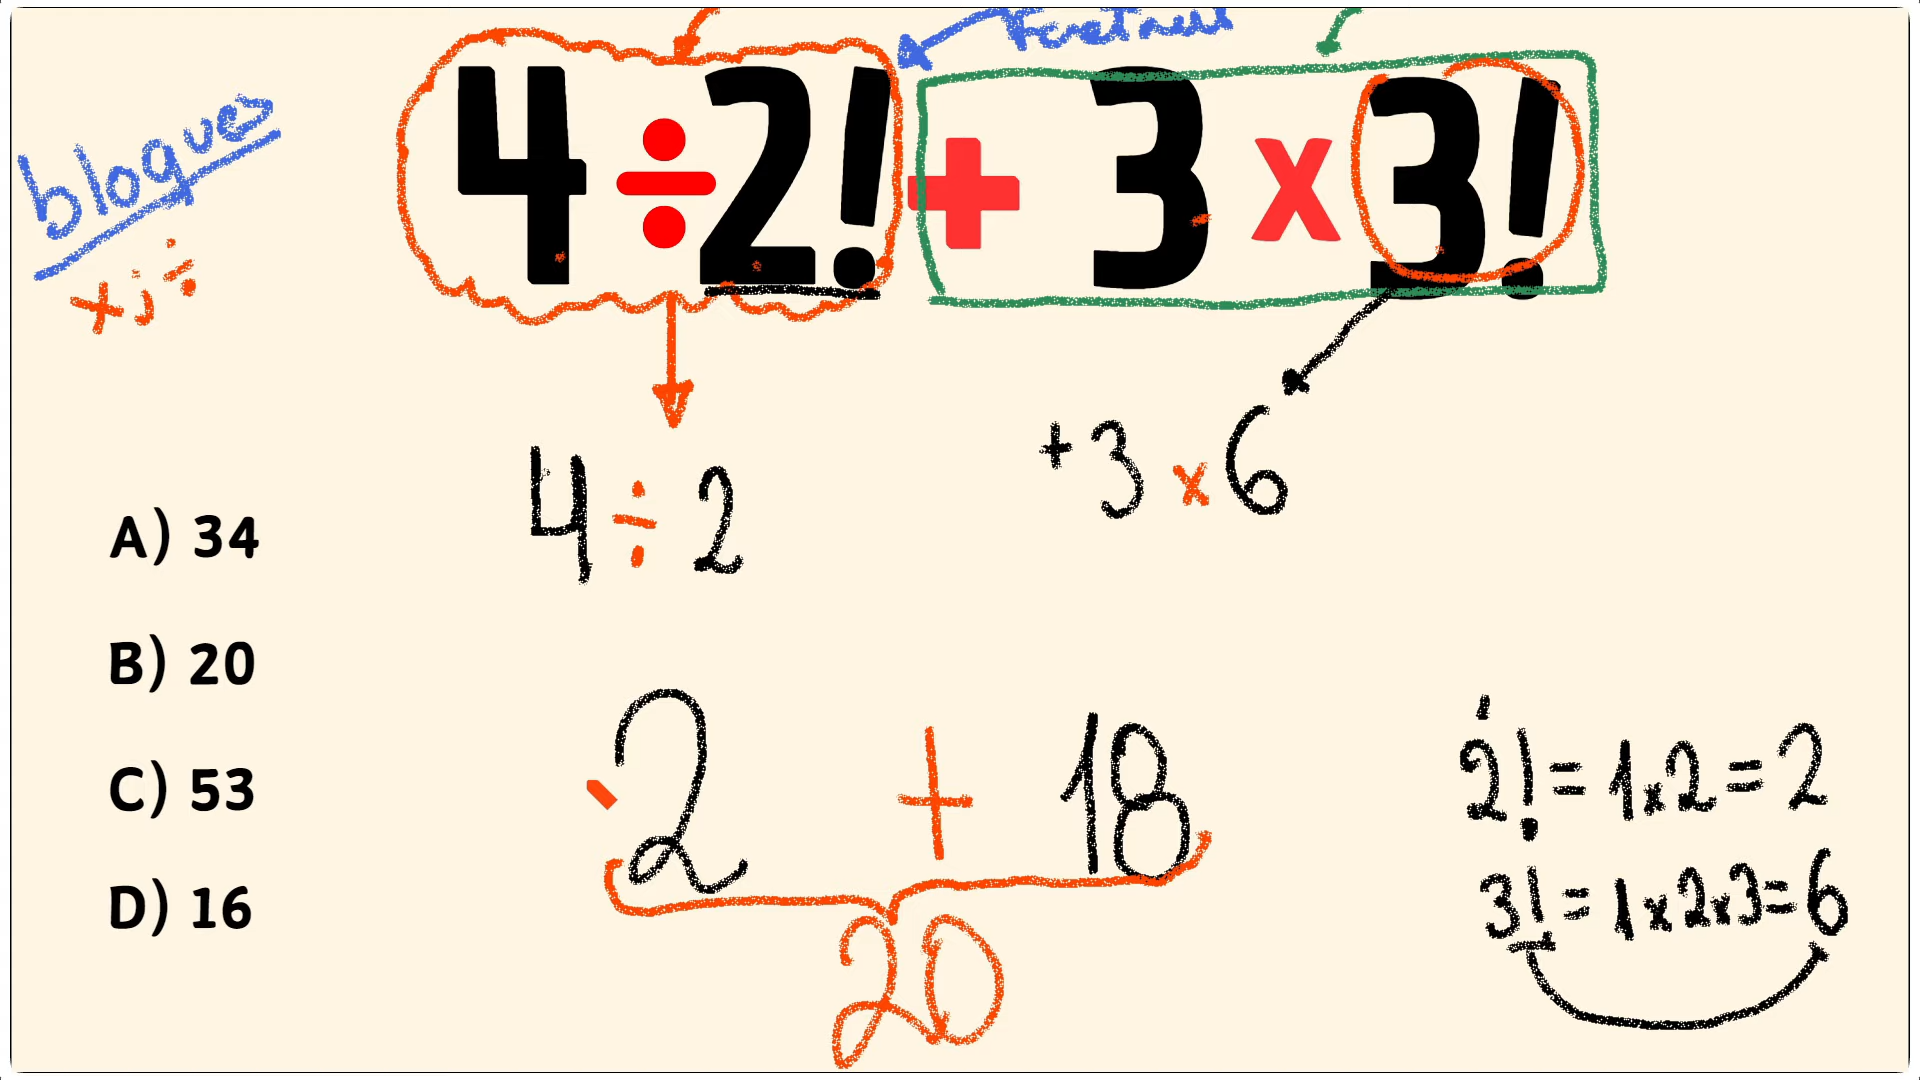 4 ÷ 2! + 3 x 3!
bloques
x ; ÷
4 ÷ 2
+3 x 6
A) 34
B) 20
C) 53
D) 16
2 + 18
20
2! = 1x2 = 2
3! = 1x2x3 = 6